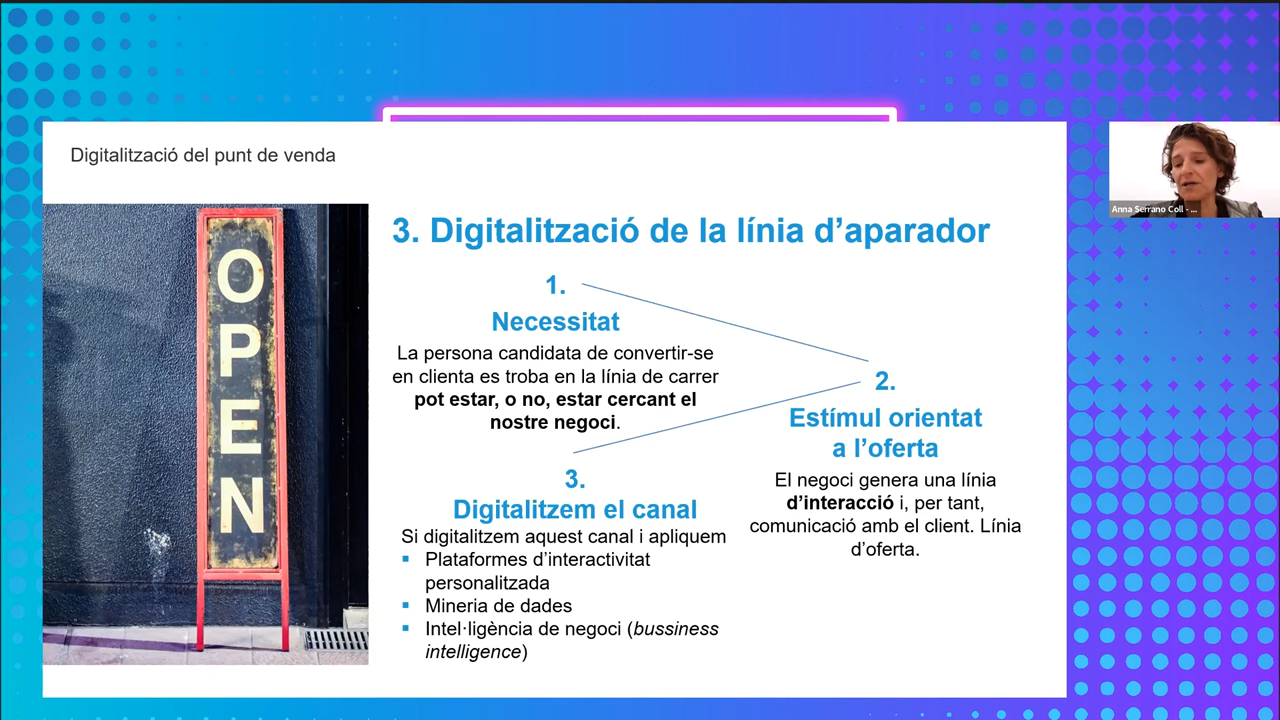 Digitalització del punt de venda
Anna Serrano Coll - ...
OPEN
3. Digitalització de la línia d’aparador
1.
Necessitat
La persona candidata de convertir-se
en clienta es troba en la línia de carrer
pot estar, o no, estar cercant el
nostre negoci.
2.
Estímul orientat
a l’oferta
El negoci genera una línia
d’interacció i, per tant,
comunicació amb el client. Línia
d’oferta.
3.
Digitalitzem el canal
Si digitalitzem aquest canal i apliquem
▪ Plataformes d’interactivitat
personalitzada
▪ Mineria de dades
▪ Intel·ligència de negoci (bussiness
intelligence)